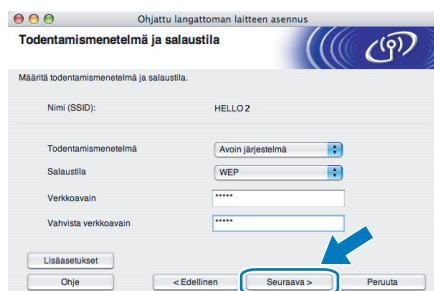 Ohjattu langattoman laitteen asennus
Todentamismenetelmä ja salaustila
Määritä todentamismenetelmä ja salaustila.
Nimi (SSID): HELLO 2
Todentamismenetelmä Avoin järjestelmä
Salaustila WEP
Verkkoavain *****
Vahvista verkkoavain *****
Lisäasetukset
Ohje < Edellinen Seuraava > Peruuta